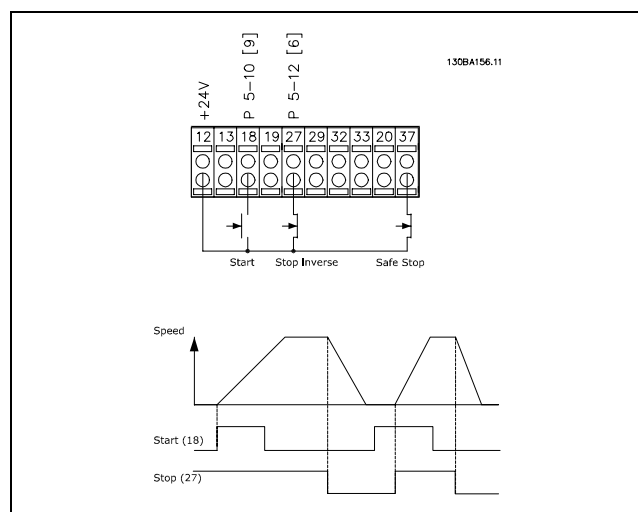 130BA156.11
+24V
P 5-10 [9]
P 5-12 [6]
12 13 18 19 27 29 32 33 20 37
Start Stop Inverse Safe Stop
Speed
Start (18)
Stop (27)